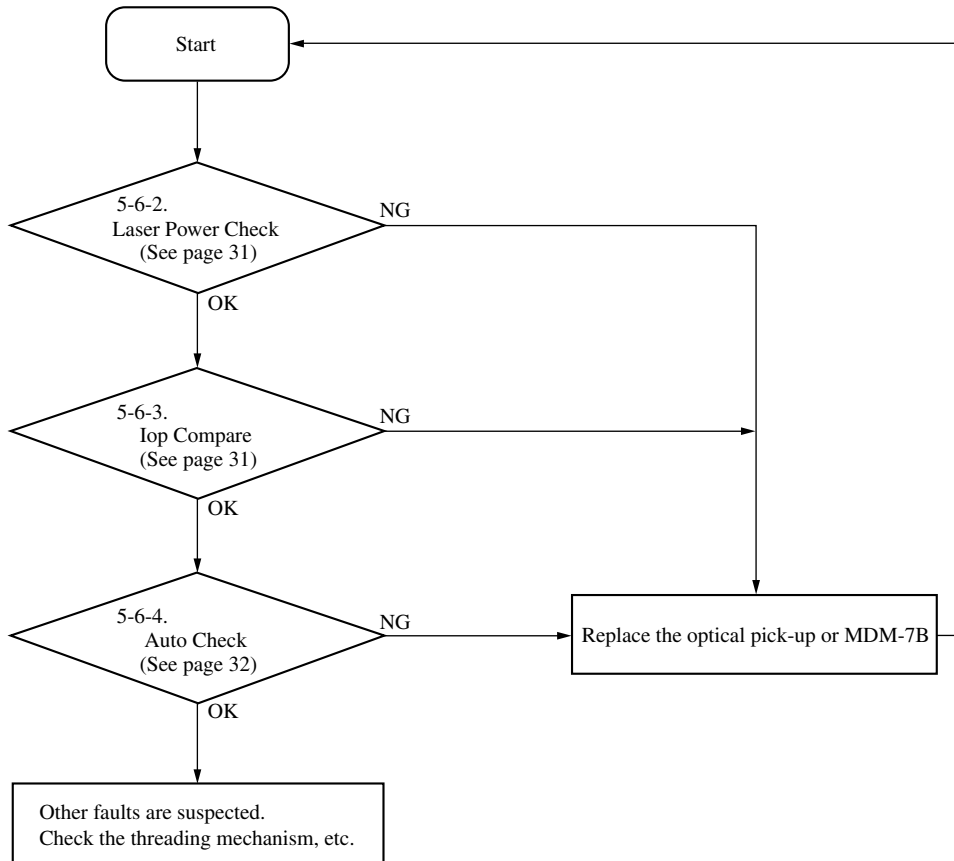 Start
5-6-2.
Laser Power Check
(See page 31)
NG
OK
5-6-3.
Iop Compare
(See page 31)
NG
OK
5-6-4.
Auto Check
(See page 32)
NG
Replace the optical pick-up or MDM-7B
OK
Other faults are suspected.
Check the threading mechanism, etc.